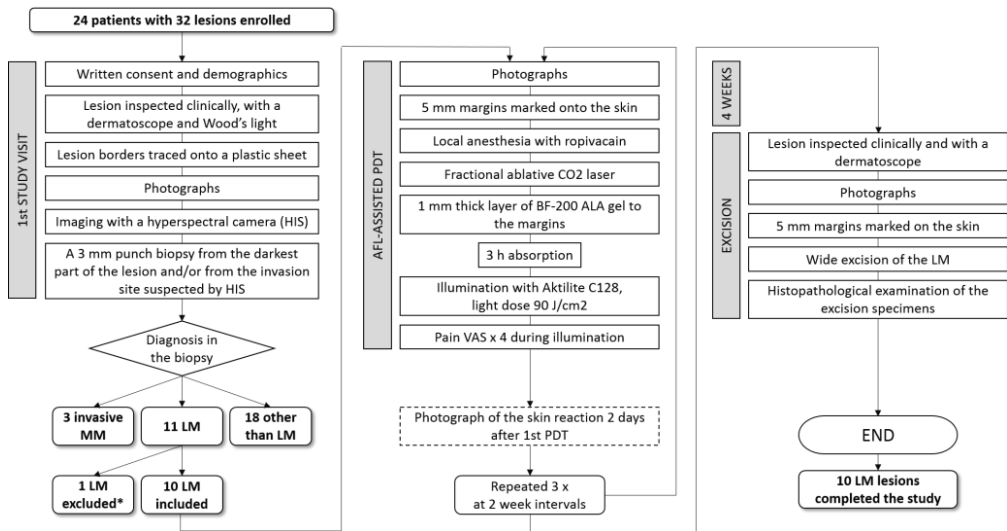 24 patients with 32 lesions enrolled
1st STUDY VISIT
Written consent and demographics
Lesion inspected clinically, with a
dermatoscope and Wood's light
Lesion borders traced onto a plastic sheet
Photographs
Imaging with a hyperspectral camera (HIS)
A 3 mm punch biopsy from the darkest
part of the lesion and/or from the invasion
site suspected by HIS
Diagnosis in
the biopsy
3 invasive
MM
11 LM
18 other
than LM
1 LM
excluded*
10 LM
included
AFL-ASSISTED PDT
Photographs
5 mm margins marked onto the skin
Local anesthesia with ropivacain
Fractional ablative CO2 laser
1 mm thick layer of BF-200 ALA gel to
the margins
3 h absorption
Illumination with Aktilite C128,
light dose 90 J/cm2
Pain VAS x 4 during illumination
Photograph of the skin reaction 2 days
after 1st PDT
Repeated 3 x
at 2 week intervals
4 WEEKS
EXCISION
Lesion inspected clinically and with a
dermatoscope
Photographs
5 mm margins marked on the skin
Wide excision of the LM
Histopathological examination of the
excision specimens
END
10 LM lesions
completed the study